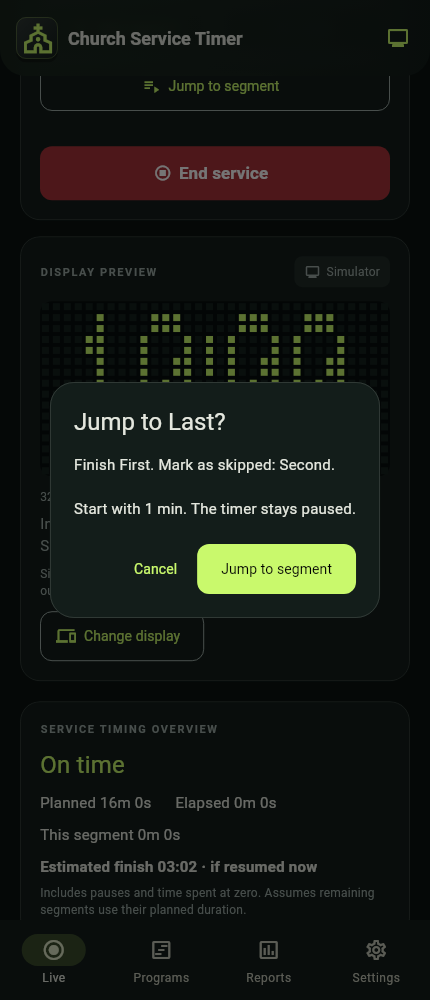 Church Service Timer
Jump to segment
End service
DISPLAY PREVIEW
Simulator
Jump to Last?
Finish First. Mark as skipped: Second.
Start with 1 min. The timer stays paused.
Cancel
Jump to segment
Change display
SERVICE TIMING OVERVIEW
On time
Planned 16m 0s Elapsed 0m 0s
This segment 0m 0s
Estimated finish 03:02 · if resumed now
Includes pauses and time spent at zero. Assumes remaining
segments use their planned duration.
Live Programs Reports Settings